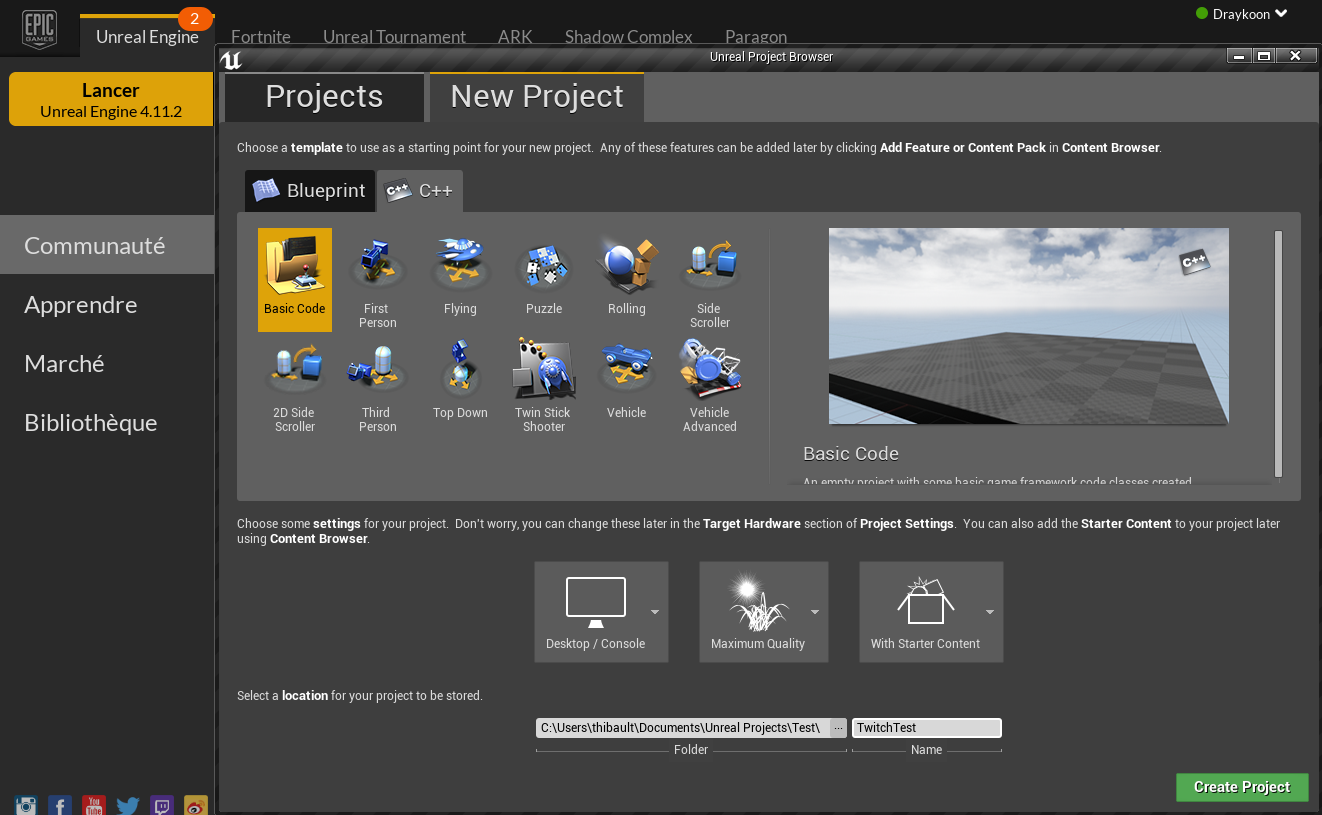 EPIC
GAMES
2
Unreal Engine
Fortnite
Unreal Tournament
ARK
Shadow Complex
Paragon
Draykoon
Unreal Project Browser
Lancer
Unreal Engine 4.11.2
Communauté
Apprendre
Marché
Bibliothèque
Projects
New Project
Choose a template to use as a starting point for your new project.  Any of these features can be added later by clicking Add Feature or Content Pack in Content Browser.
Blueprint
C++
C++
Basic Code
First
Person
Flying
Puzzle
Rolling
Side
Scroller
2D Side
Scroller
Third
Person
Top Down
Twin Stick
Shooter
Vehicle
Vehicle
Advanced
C++
Basic Code
An empty project with some basic game framework code classes created.
Choose some settings for your project.  Don't worry, you can change these later in the Target Hardware section of Project Settings.  You can also add the Starter Content to your project later
using Content Browser.
Desktop / Console
Maximum Quality
With Starter Content
Select a location for your project to be stored.
C:\Users\thibault\Documents\Unreal Projects\Test\
...
TwitchTest
Folder
Name
Create Project
You
Tube